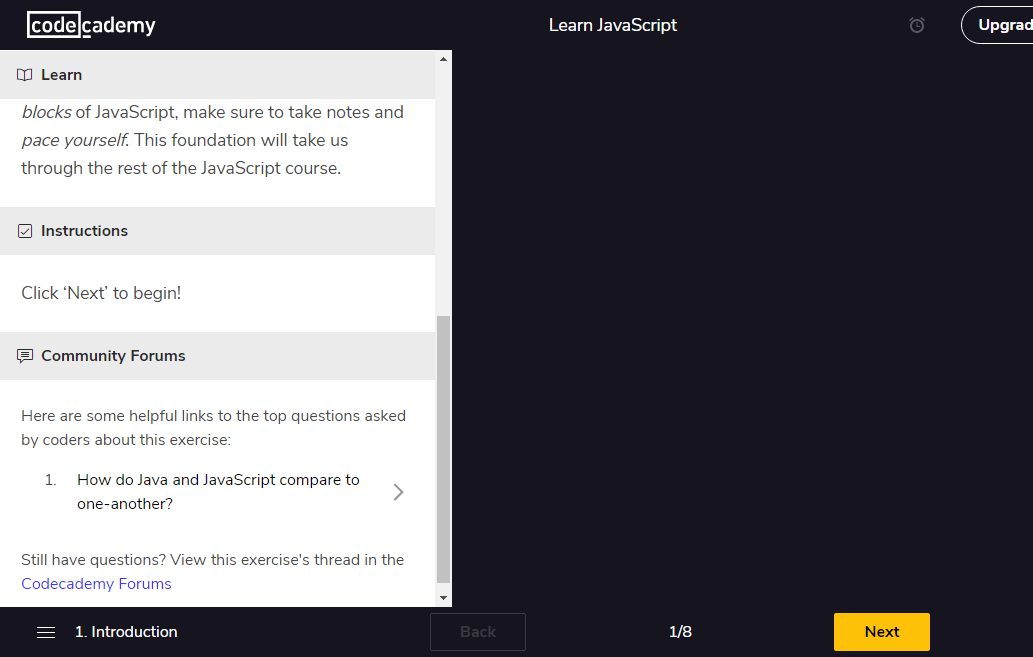 codecademy
Learn JavaScript
Upgrad
Learn
blocks of JavaScript, make sure to take notes and
pace yourself. This foundation will take us
through the rest of the JavaScript course.
Instructions
Click ‘Next’ to begin!
Community Forums
Here are some helpful links to the top questions asked
by coders about this exercise:
1. How do Java and JavaScript compare to
one-another?
Still have questions? View this exercise's thread in the
Codecademy Forums
1. Introduction
Back
1/8
Next